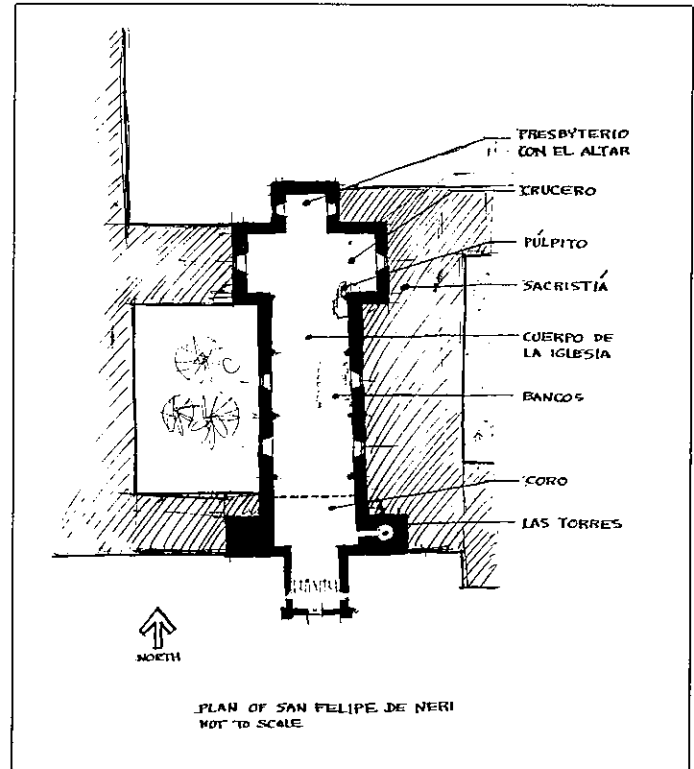 PRESBYTERIO
CON EL ALTAR
CRUCERO
PÚLPITO
SACRISTÍA
CUERPO DE
LA IGLESIA
BANCOS
CORO
LAS TORRES
NORTH
PLAN OF SAN FELIPE DE NERI
NOT TO SCALE